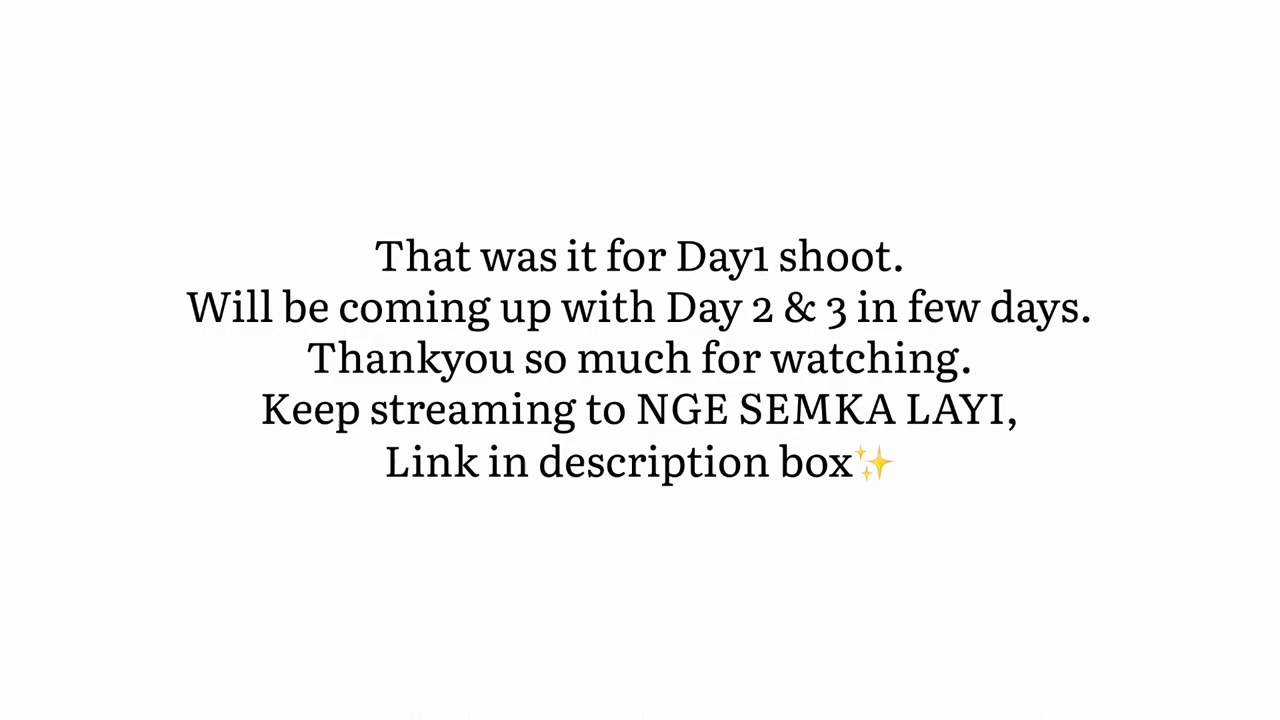 That was it for Day1 shoot.
Will be coming up with Day 2 & 3 in few days.
Thankyou so much for watching.
Keep streaming to NGE SEMKA LAYI,
Link in description box✨